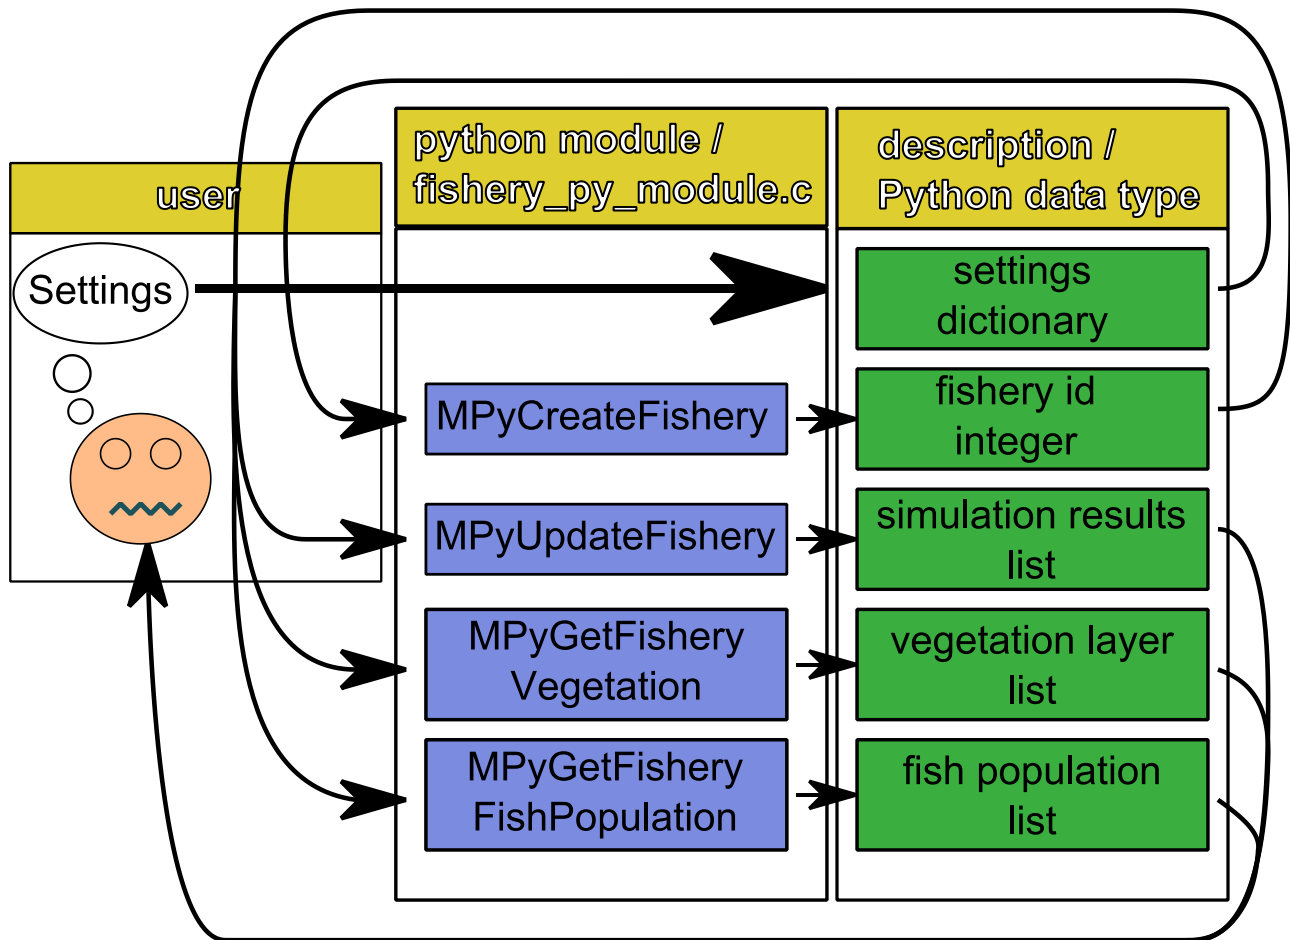 user
Settings
python module /
fishery_py_module.c
MPyCreateFishery
MPyUpdateFishery
MPyGetFishery
Vegetation
MPyGetFishery
FishPopulation
description /
Python data type
settings
dictionary
fishery id
integer
simulation results
list
vegetation layer
list
fish population
list